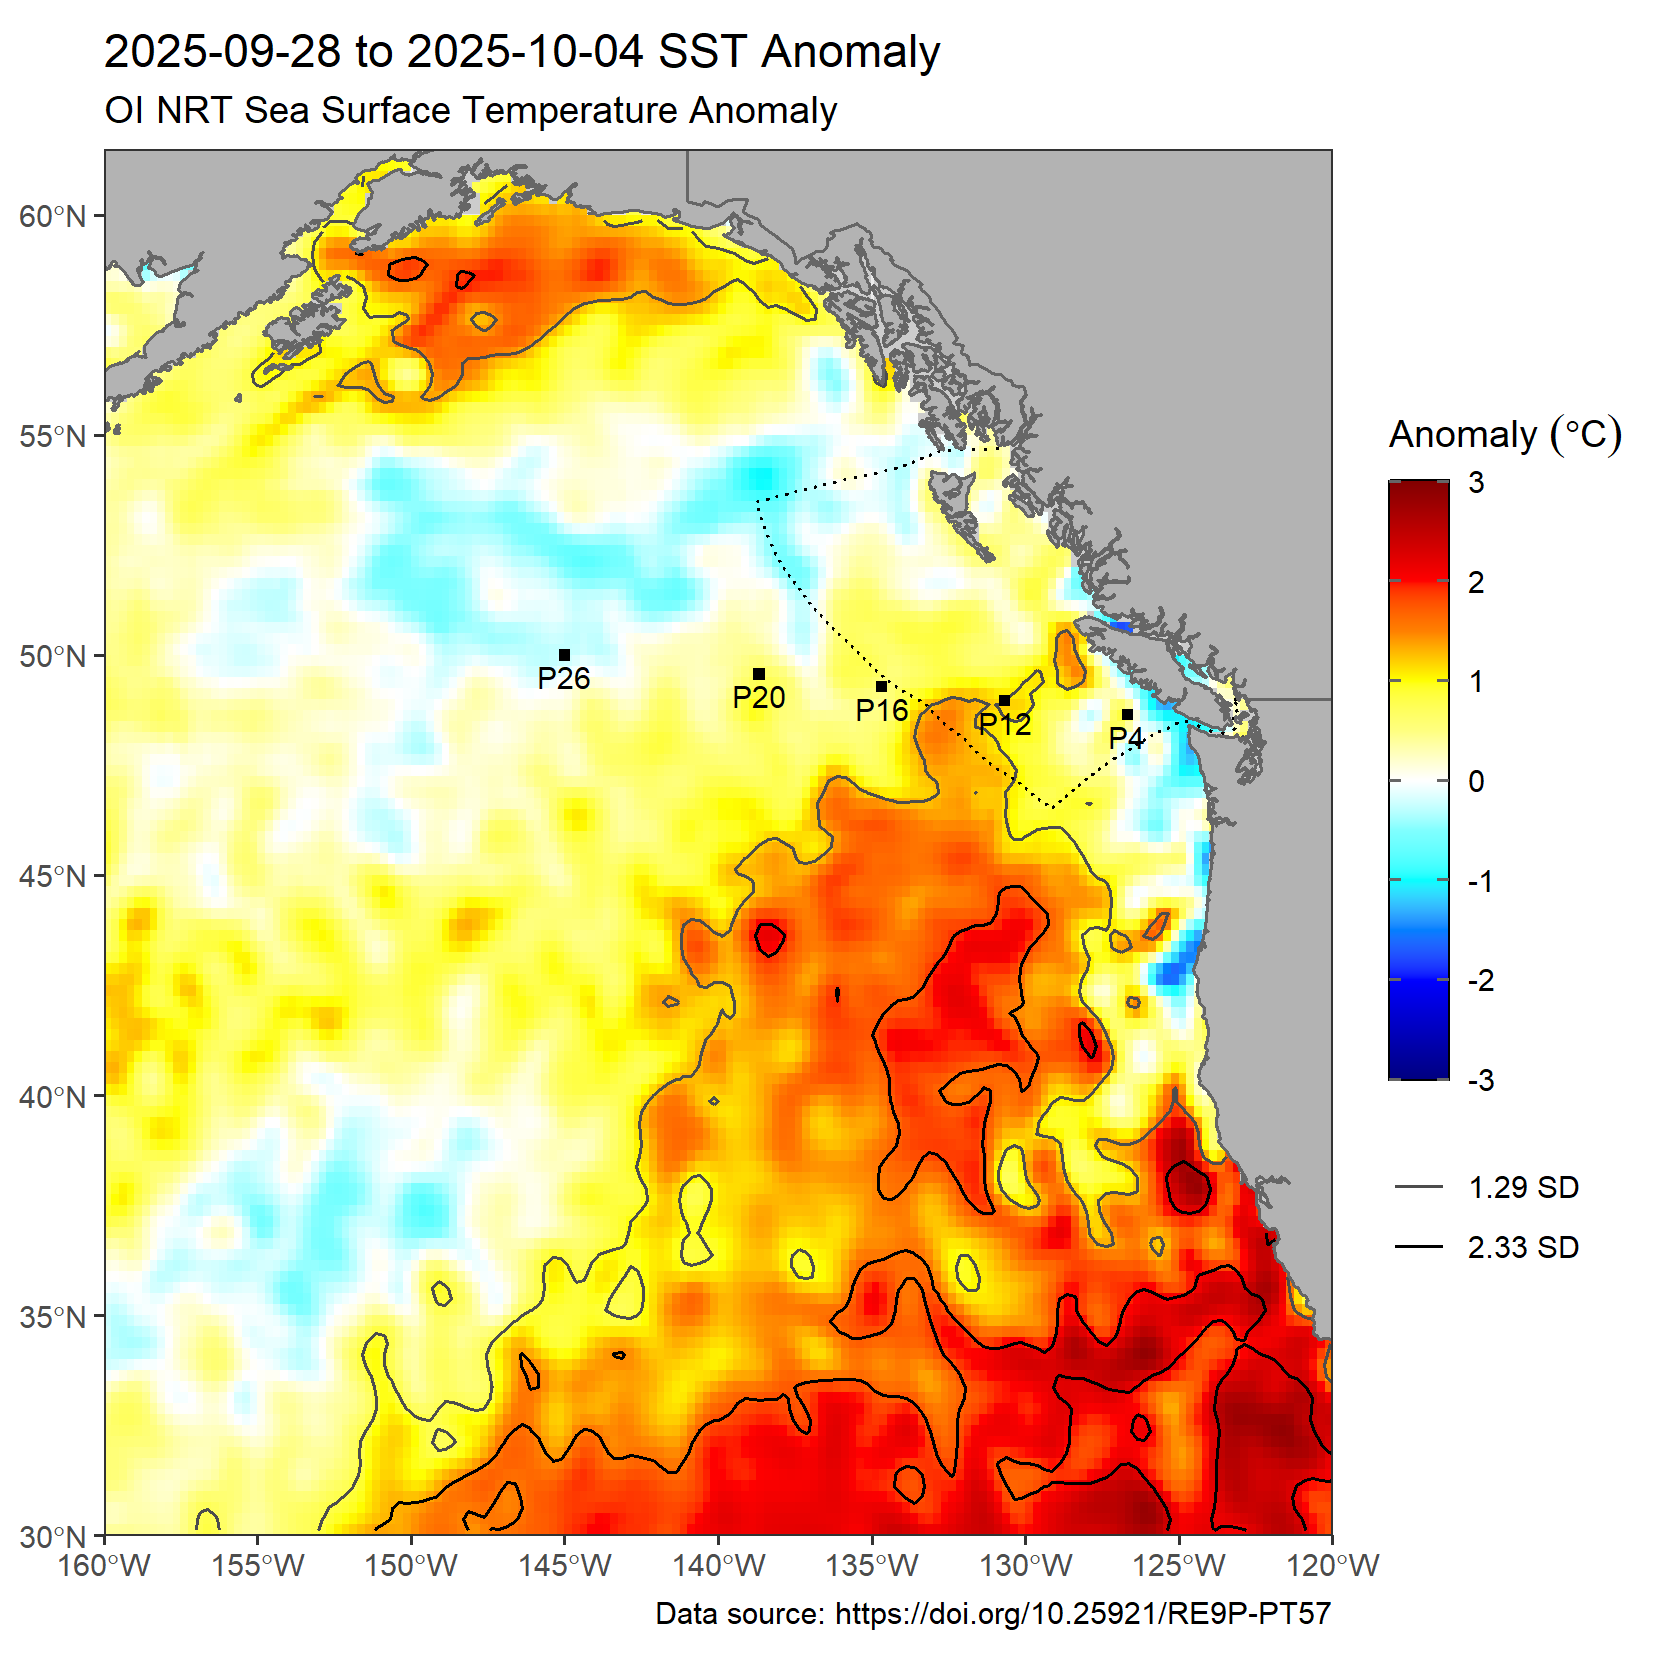 2025-09-28 to 2025-10-04 SST Anomaly
OI NRT Sea Surface Temperature Anomaly
60°N
55°N
50°N
45°N
40°N
35°N
30°N
P26
P20
P16
P12
P4
160°W
155°W
150°W
145°W
140°W
135°W
130°W
125°W
120°W
Anomaly (°C)
3
2
1
0
-1
-2
-3
1.29 SD
2.33 SD
Data source: https://doi.org/10.25921/RE9P-PT57